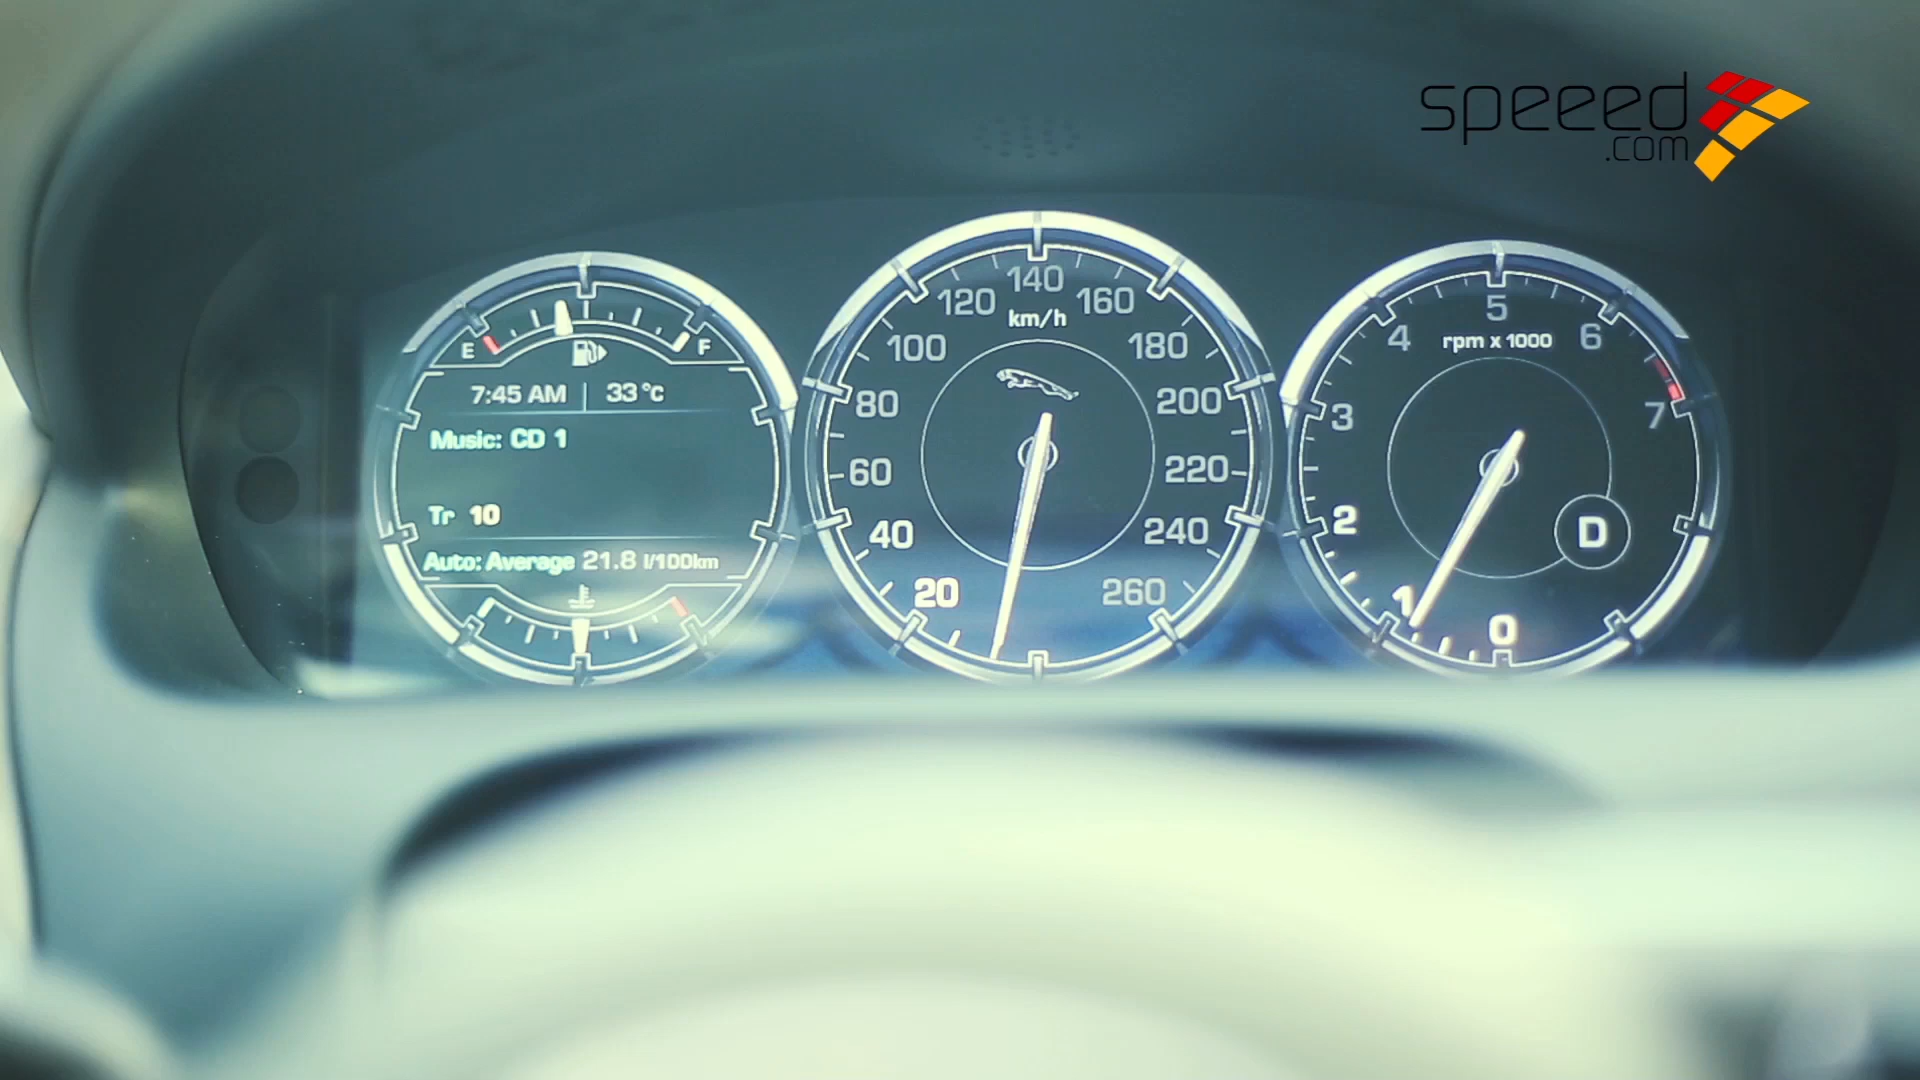 speeed
.com
E F
7:45 AM 33°c
Music: CD 1
Tr 10
Auto: Average 21.8 l/100km
20
40
60
80
100
120
140
160
180
200
220
240
260
km/h
0
1
2
3
4
5
6
7
rpm x 1000
D